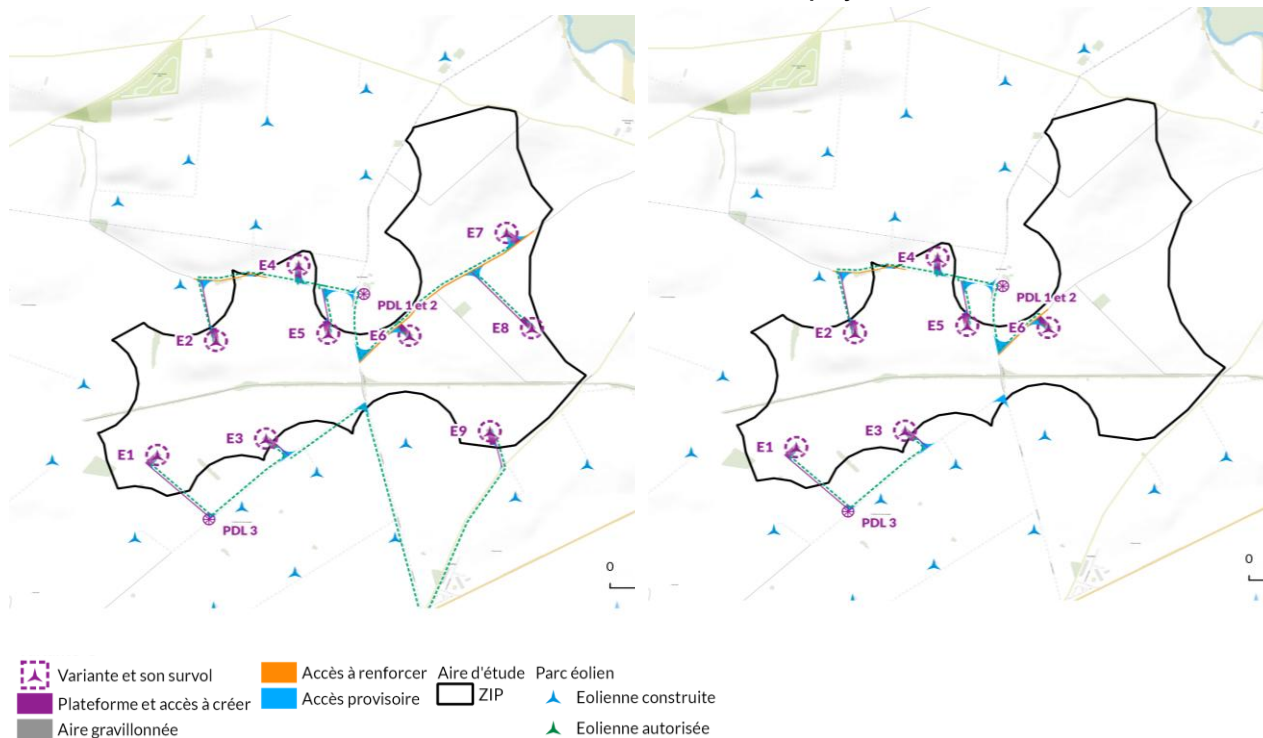 E7
E4
PDL 1 et 2
E8
E2
E5
E6
E9
E3
E1
PDL 3
0
E4
PDL 1 et 2
E2
E5
E6
E3
E1
PDL 3
0
Variante et son survol
Plateforme et accès à créer
Aire gravillonnée
Accès à renforcer
Accès provisoire
Aire d'étude
ZIP
Parc éolien
Eolienne construite
Eolienne autorisée